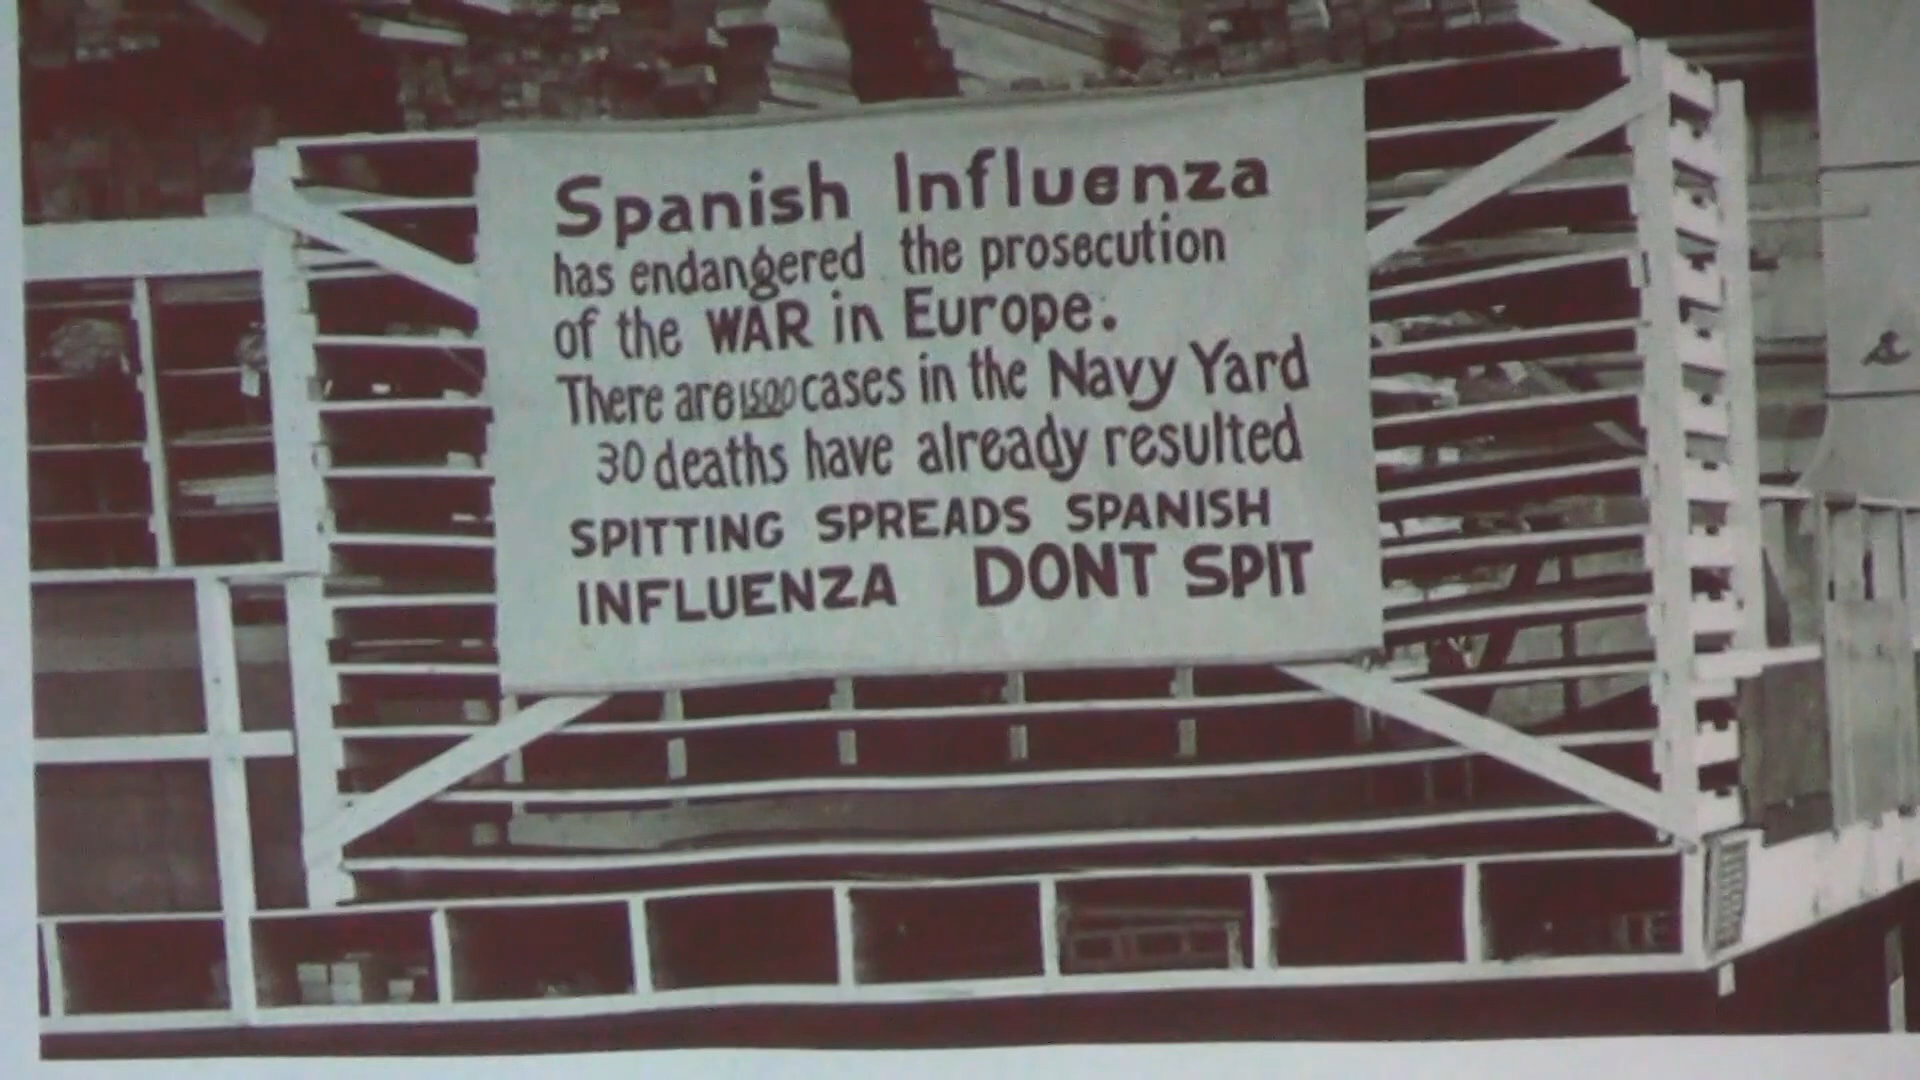 Spanish Influenza
has endangered the prosecution
of the WAR in Europe.
There are 1500 cases in the Navy Yard
30 deaths have already resulted
SPITTING SPREADS SPANISH
INFLUENZA DONT SPIT